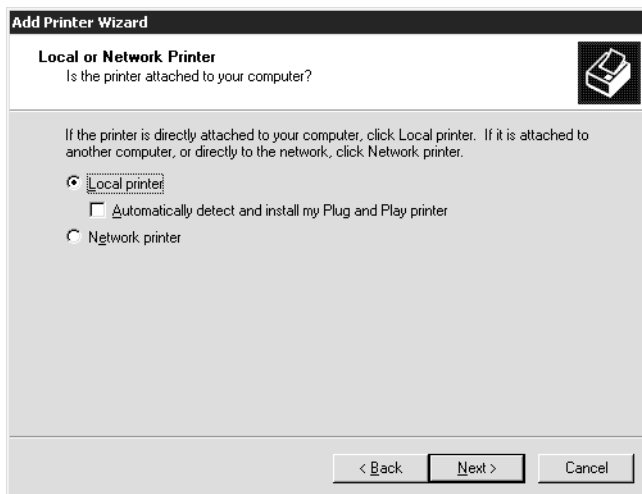 Add Printer Wizard
Local or Network Printer
Is the printer attached to your computer?
If the printer is directly attached to your computer, click Local printer. If it is attached to
another computer, or directly to the network, click Network printer.
Local printer
Automatically detect and install my Plug and Play printer
Network printer
< Back
Next >
Cancel